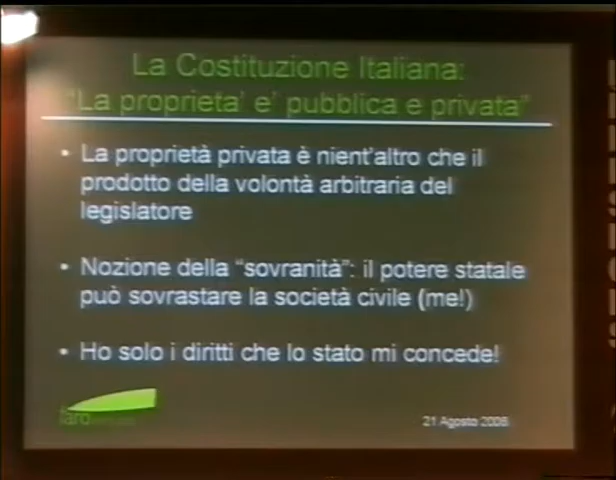 La Costituzione Italiana:
"La proprieta' e' pubblica e privata"
• La proprietà privata è nient'altro che il
prodotto della volontà arbitraria del
legislatore
• Nozione della "sovranità": il potere statale
può sovrastare la società civile (me!)
• Ho solo i diritti che lo stato mi concede!
faro
21 Agosto 2008